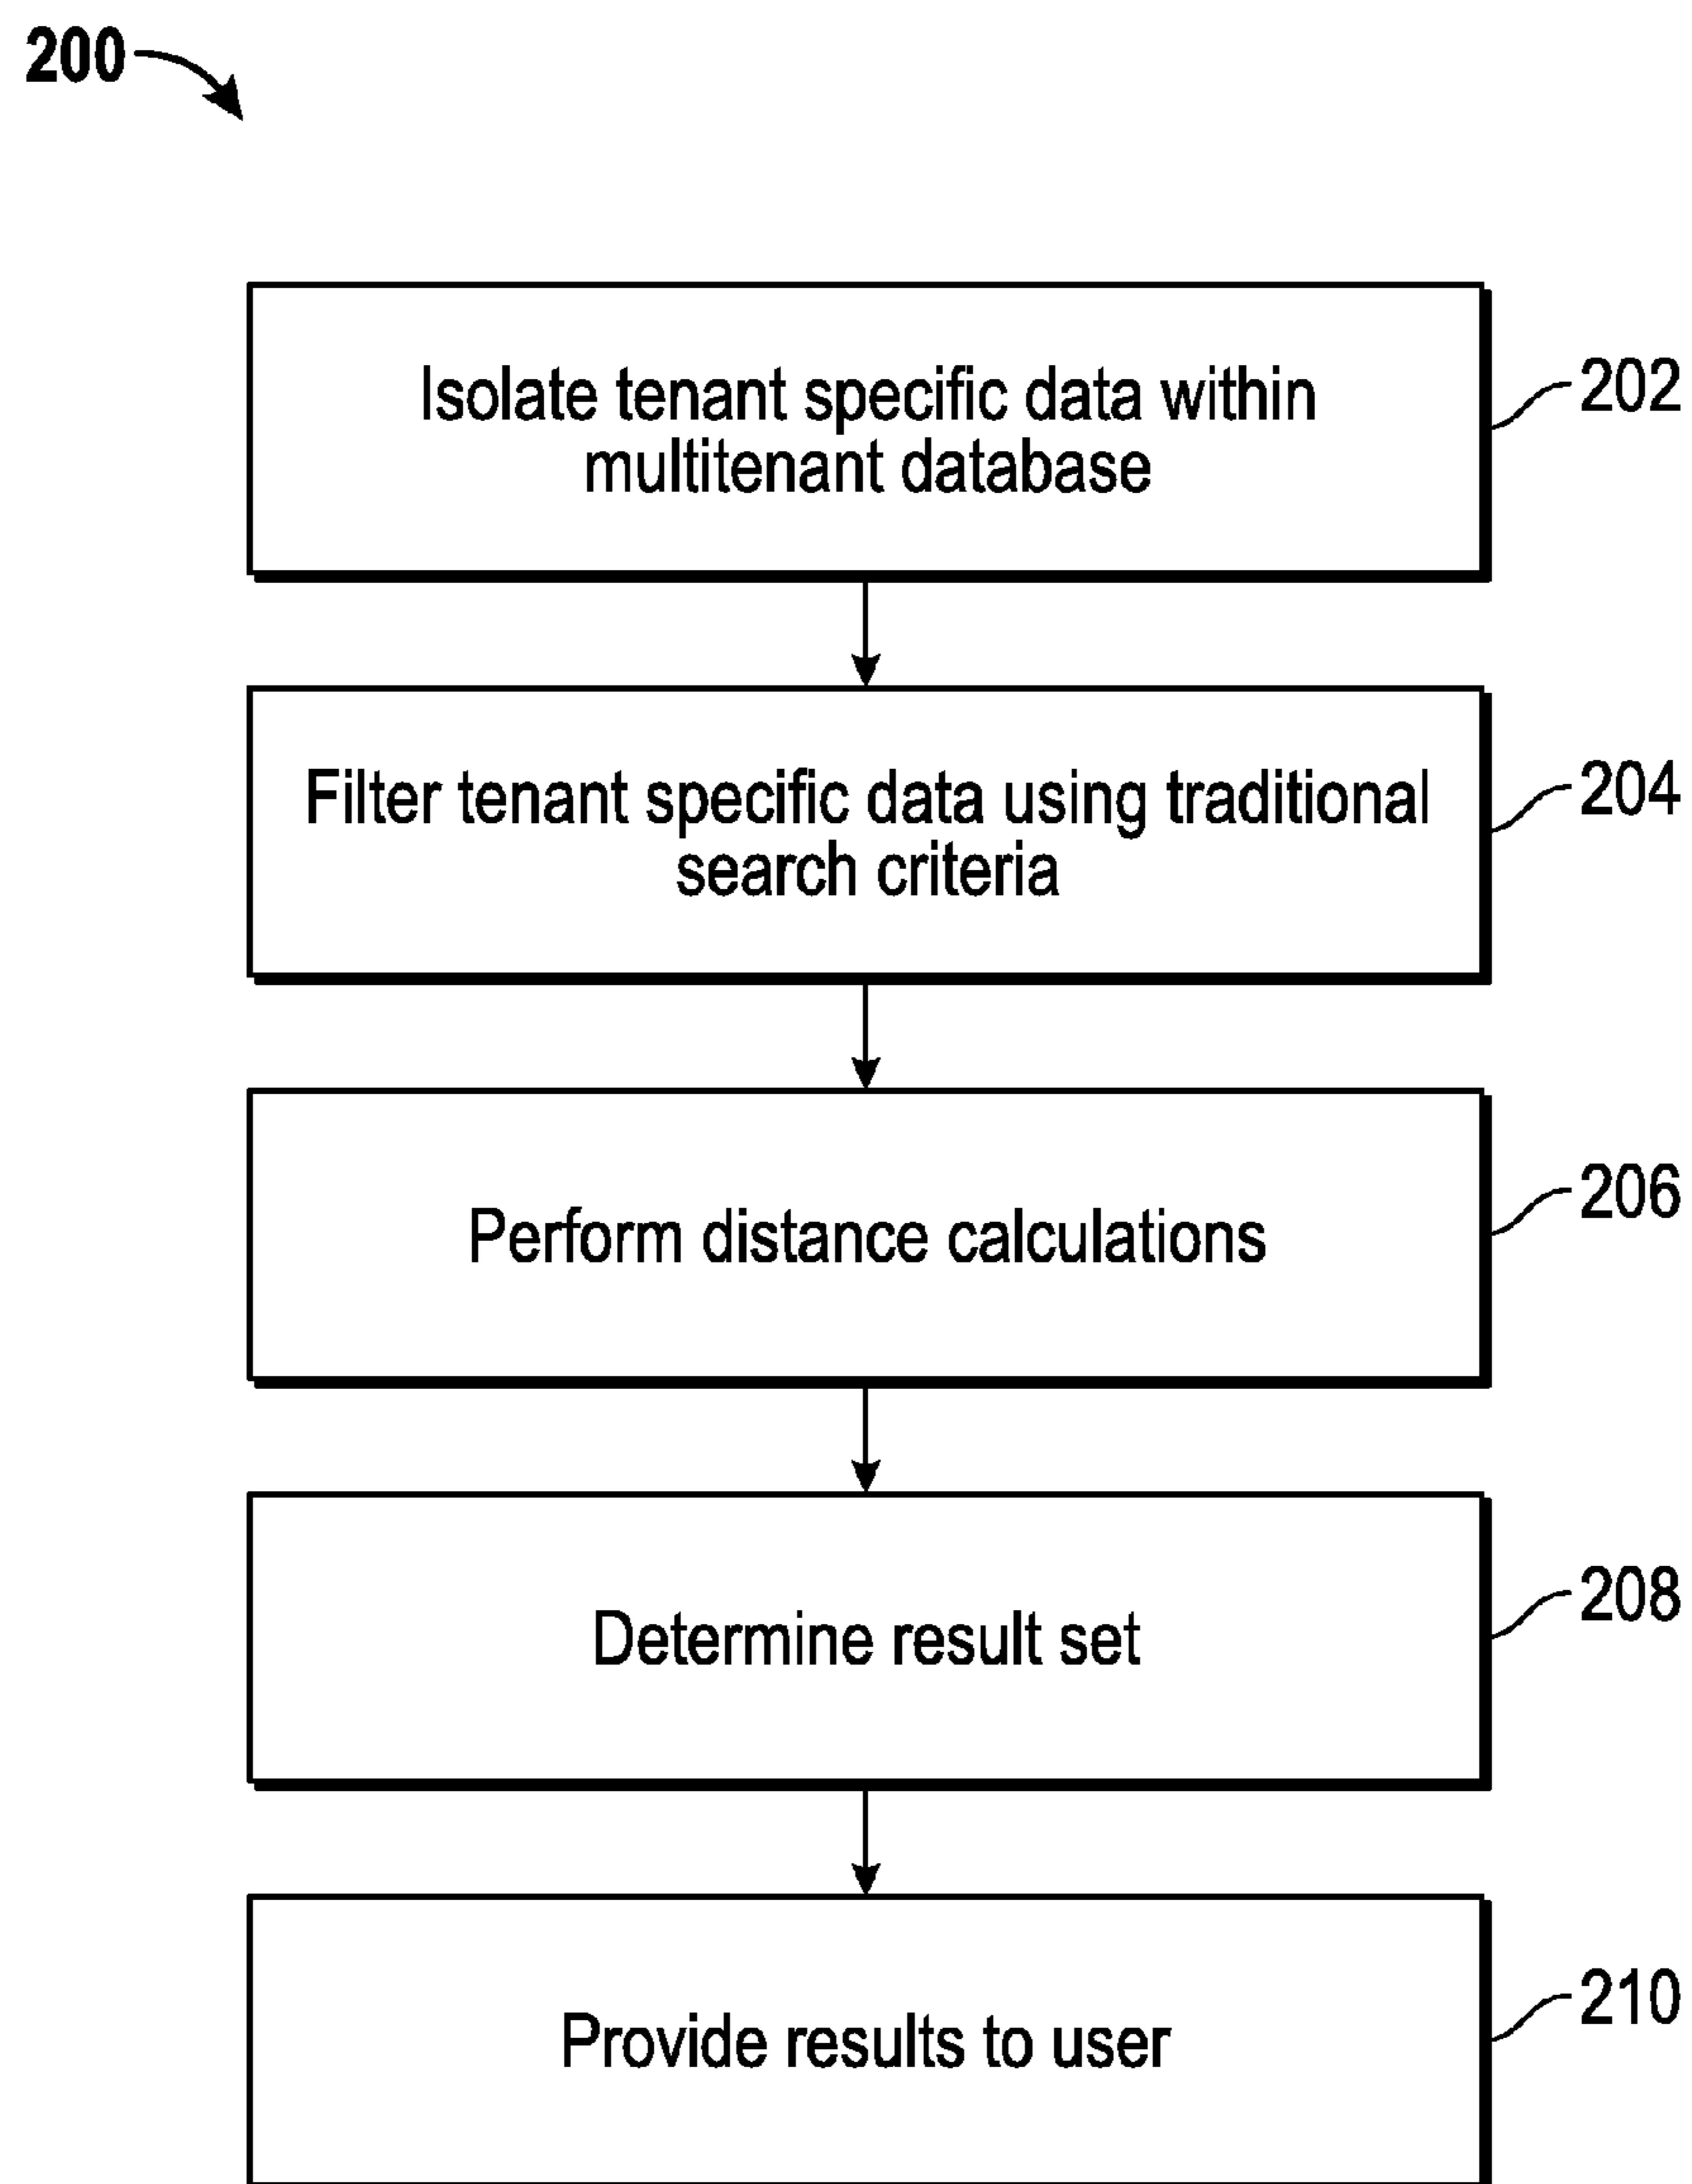 200
Isolate tenant specific data within
multitenant database
202
Filter tenant specific data using traditional
search criteria
204
Perform distance calculations
206
Determine result set
208
Provide results to user
210